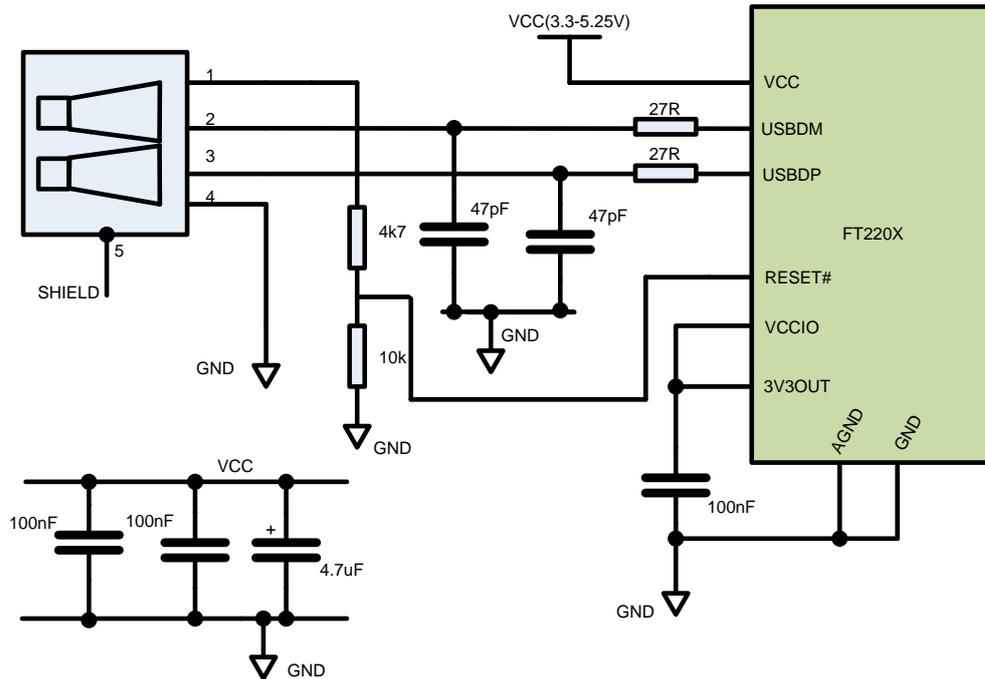 VCC(3.3-5.25V)
1
VCC
2
27R
USBDM
3
27R
USBDP
4
47pF
47pF
4k7
FT220X
5
SHIELD
RESET#
GND
VCCIO
GND
10k
3V3OUT
GND
AGND
GND
VCC
100nF
100nF
+
4.7uF
100nF
GND
GND